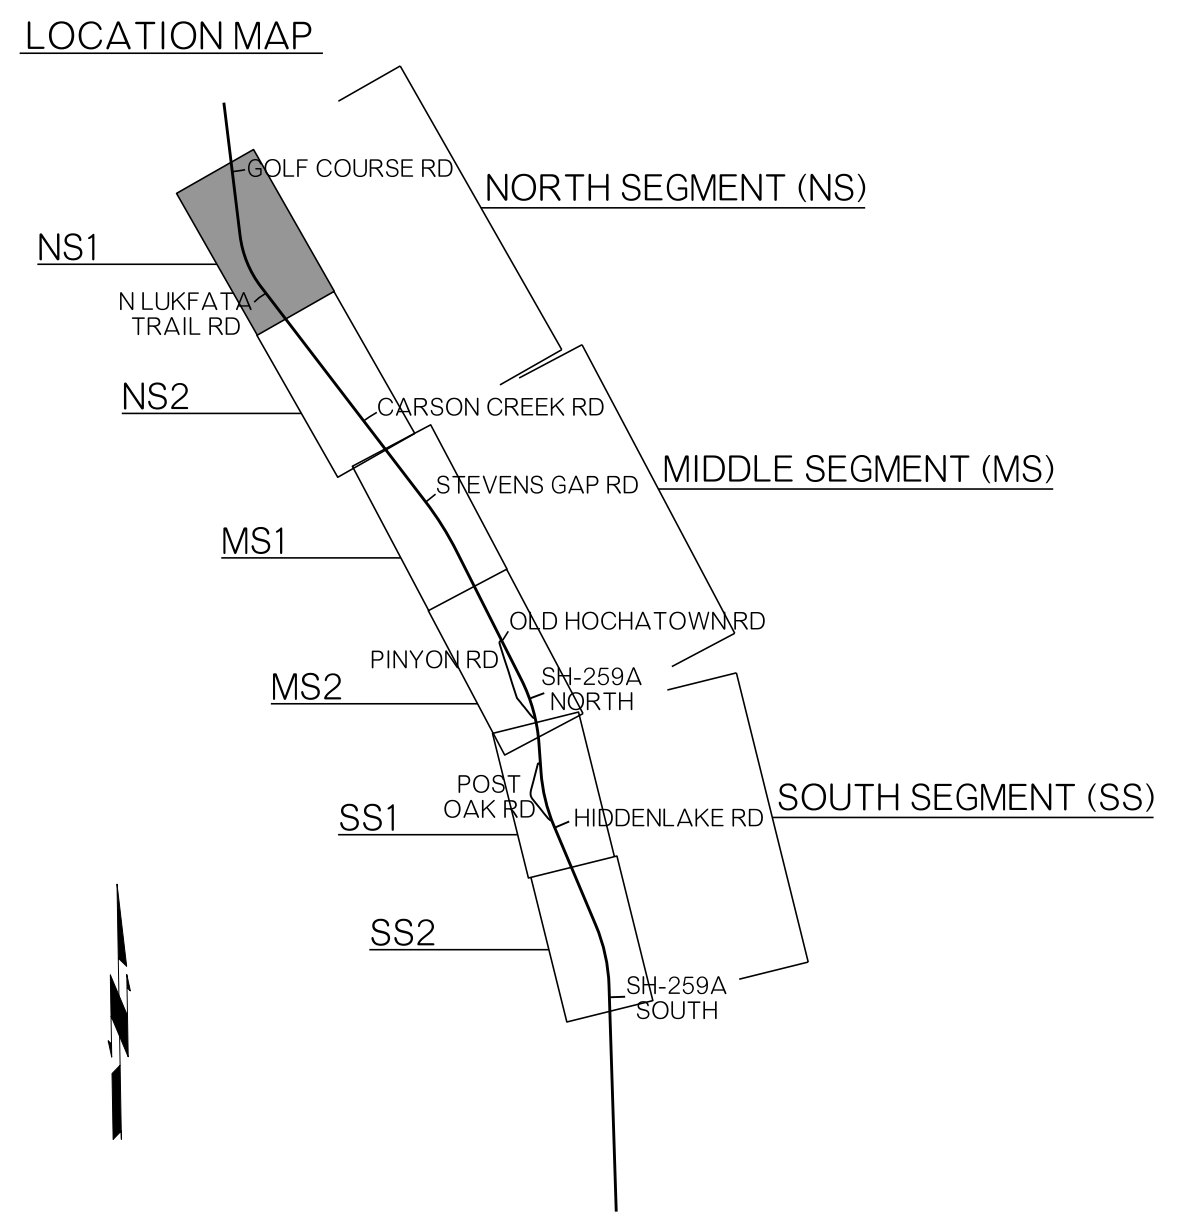 LOCATION MAP
GOLF COURSE RD
NORTH SEGMENT (NS)
NS1
N LUKFATA
TRAIL RD
NS2
CARSON CREEK RD
MIDDLE SEGMENT (MS)
STEVENS GAP RD
MS1
OLD HOCHATOWN RD
PINYON RD
SH-259A
NORTH
MS2
POST
OAK RD
SOUTH SEGMENT (SS)
SS1
HIDDENLAKE RD
SS2
SH-259A
SOUTH